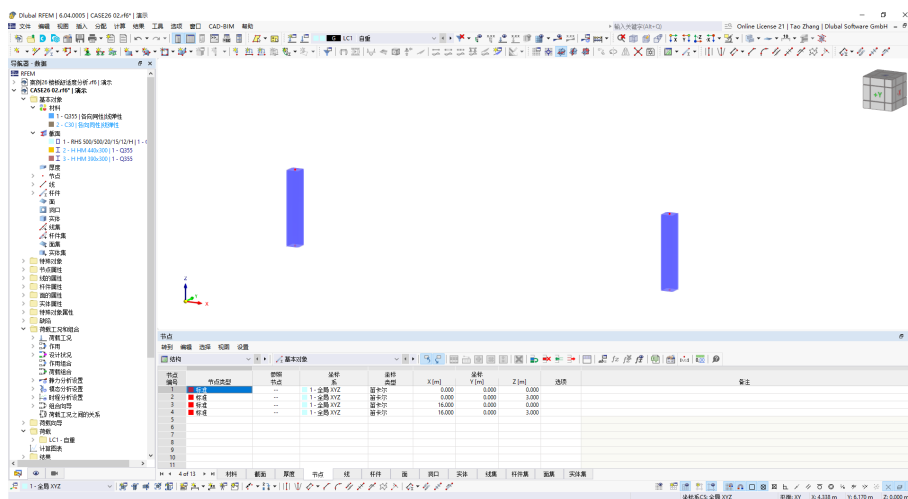 Dlubal RFEM | 6.04.0005 | CASE26 02.rf6* | 演示
文件 编辑 视图 插入 分配 计算 结果 工具 选项 窗口 CAD-BIM 帮助
输入关键字(Alt+Q)
Online License 21 | Tao Zhang | Dlubal Software GmbH
G LC1 自重
导航器 - 数据
RFEM
案例26 楼板舒适度分析.rf6 | 演示
CASE26 02.rf6* | 演示
基本对象
材料
1 - Q355 | 各向同性|线弹性
2 - C30 | 各向同性|线弹性
截面
1 - RHS 500/500/20/15/12/H | 1 -
2 - H HM 440x300 | 1 - Q355
3 - H HM 390x300 | 1 - Q355
厚度
节点
线
杆件
面
洞口
实体
线集
杆件集
面集
实体集
特殊对象
节点属性
线的属性
杆件属性
面的属性
实体属性
特殊对象属性
缺陷
荷载工况和组合
荷载工况
作用
设计状况
作用组合
荷载组合
静力分析设置
模态分析设置
时程分析设置
组合向导
荷载工况之间的关系
荷载向导
荷载
LC1 - 自重
计算图表
结果
+Y
Z
X
节点
转到 编辑 选择 视图 设置
结构
基本对象
节点 编号 节点类型 参照 节点 坐标 系 坐标 类型 X [m] 坐标 Y [m] Z [m] 选项 备注
1 标准 -- 1 - 全局 XYZ 笛卡尔 0.000 0.000 0.000
2 标准 -- 1 - 全局 XYZ 笛卡尔 0.000 0.000 3.000
3 标准 -- 1 - 全局 XYZ 笛卡尔 16.000 0.000 3.000
4 标准 -- 1 - 全局 XYZ 笛卡尔 16.000 0.000 0.000
5
6
7
8
9
10
11
4 of 13 材料 截面 厚度 节点 线 杆件 面 洞口 实体 线集 杆件集 面集 实体集
1 - 全局 XYZ
坐标系CS:全局 XYZ 平面: XY X: 4.338 m Y: 6.170 m Z: 0.000 m